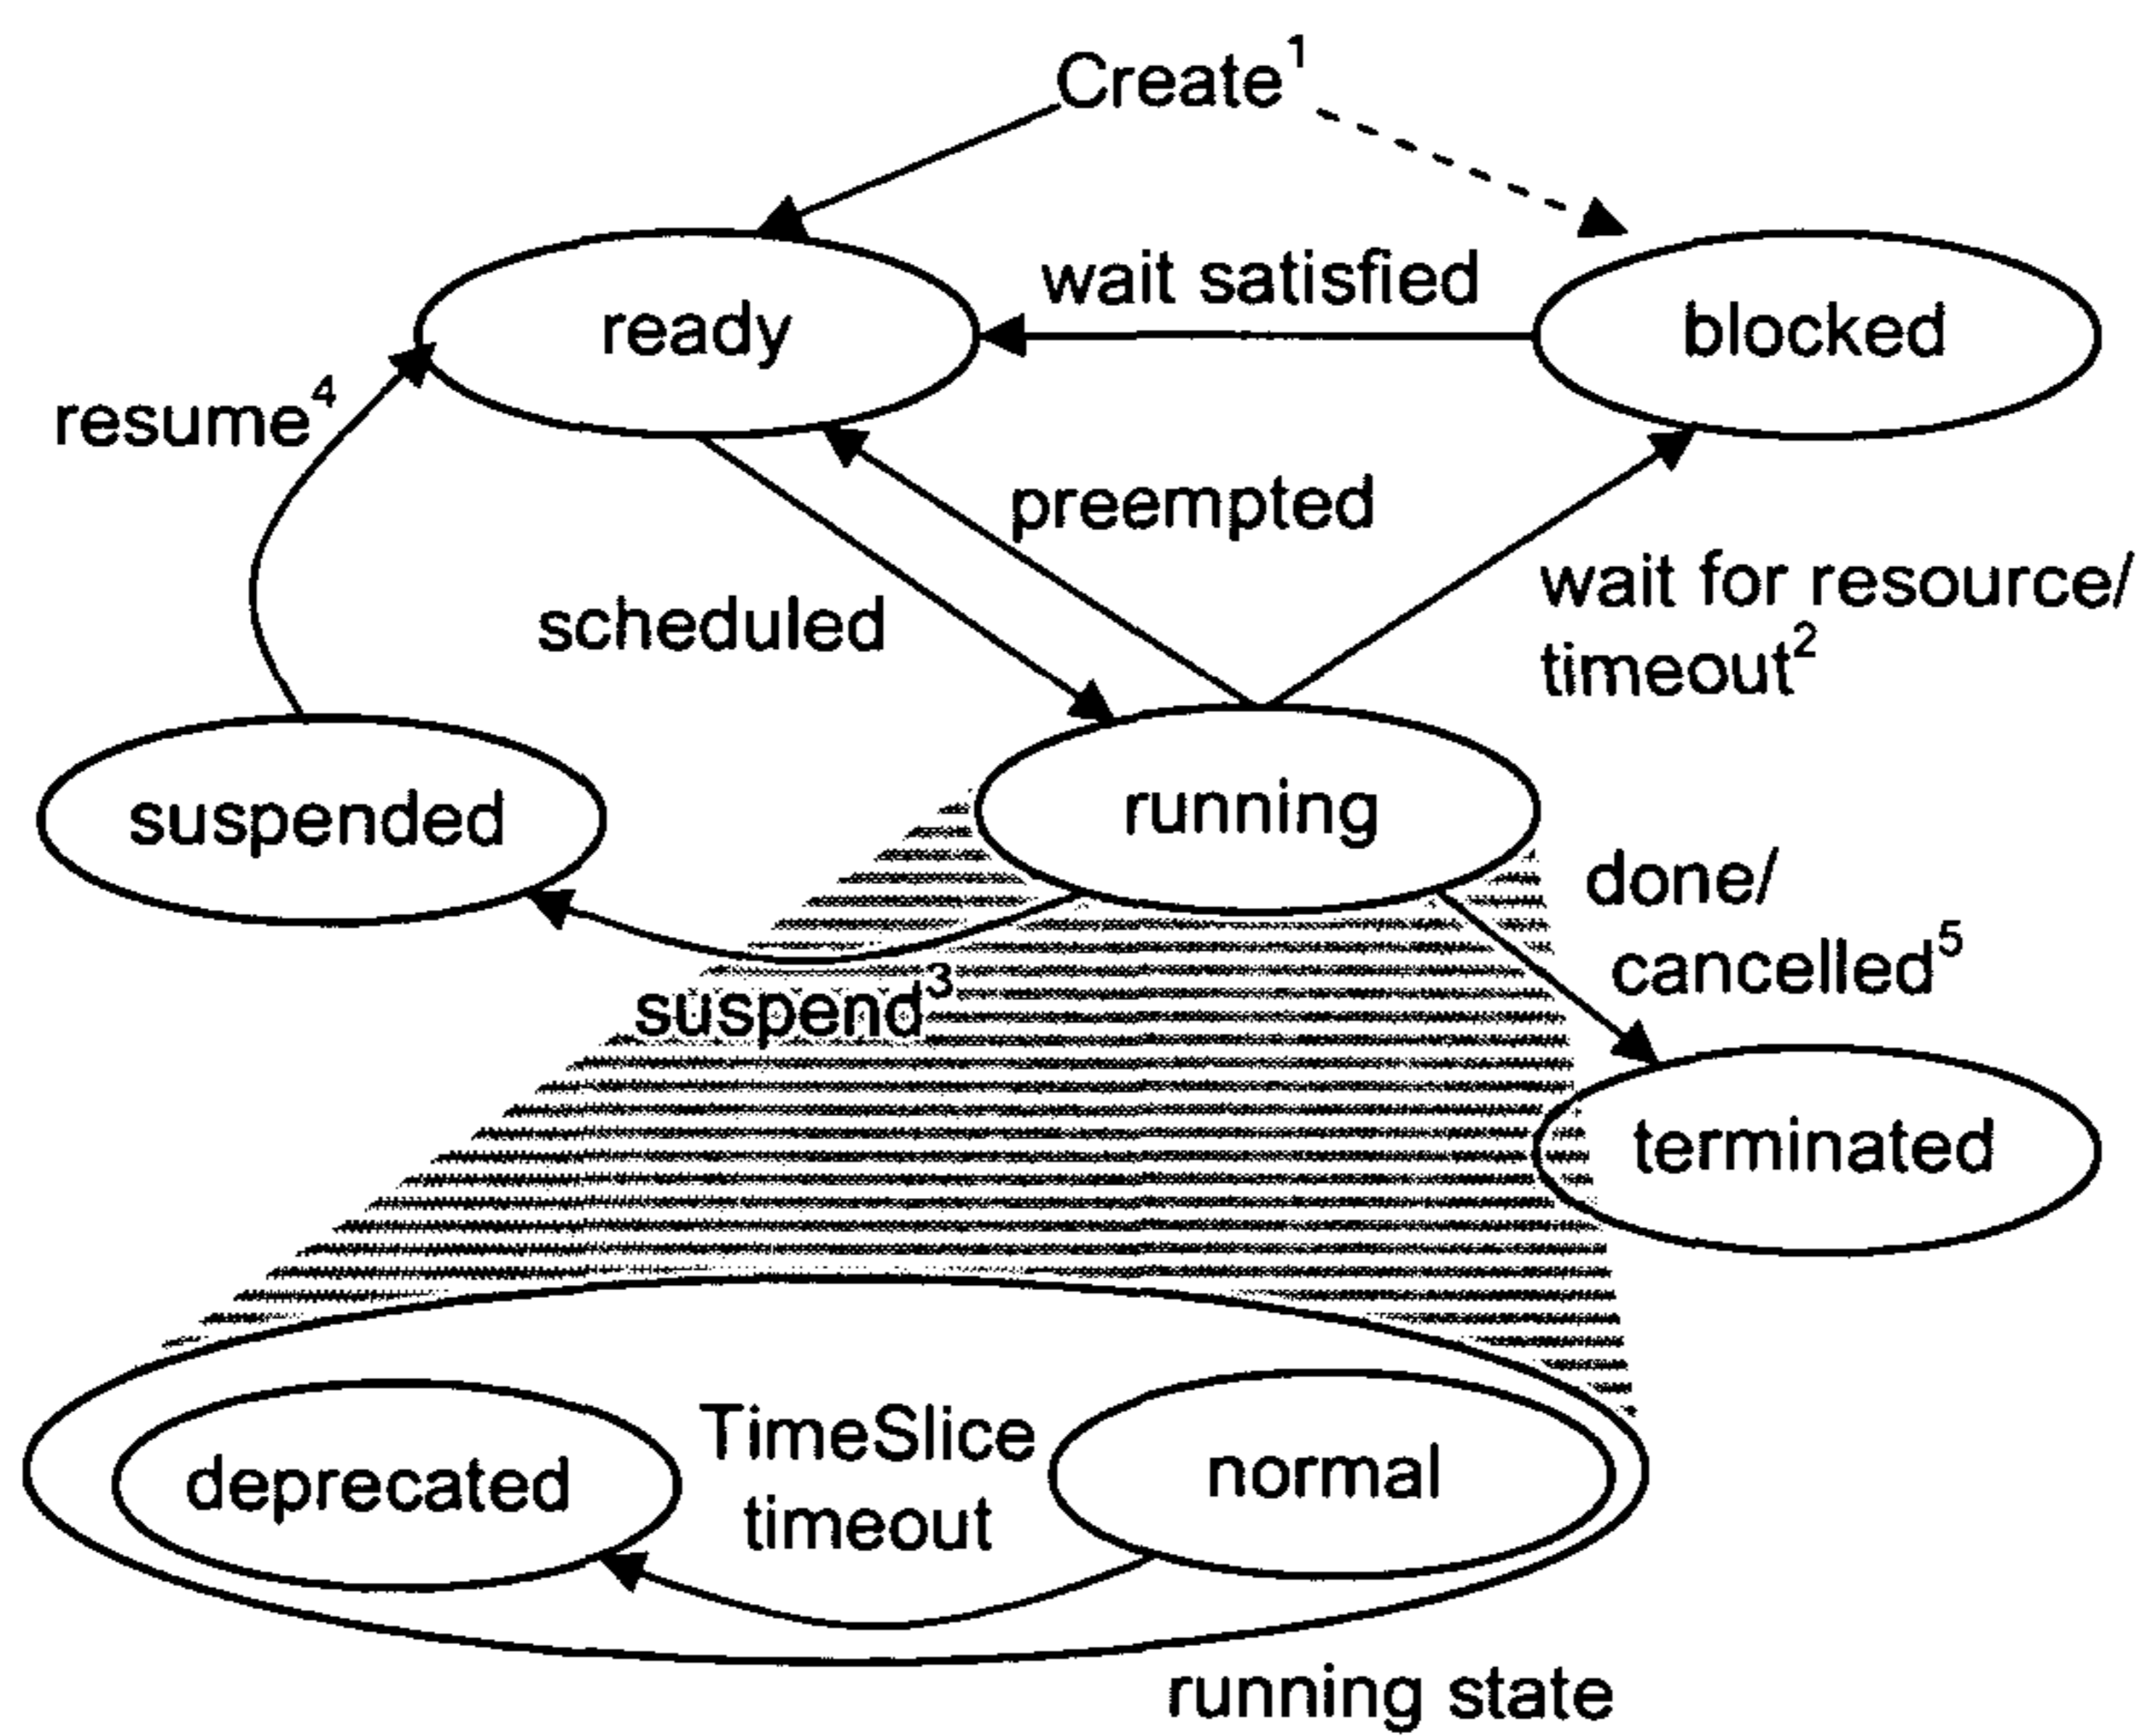 Create¹
wait satisfied
ready
blocked
resume⁴
preempted
wait for resource/
timeout²
scheduled
suspended
running
done/
cancelled⁵
suspend³
terminated
TimeSlice
timeout
deprecated
normal
running state